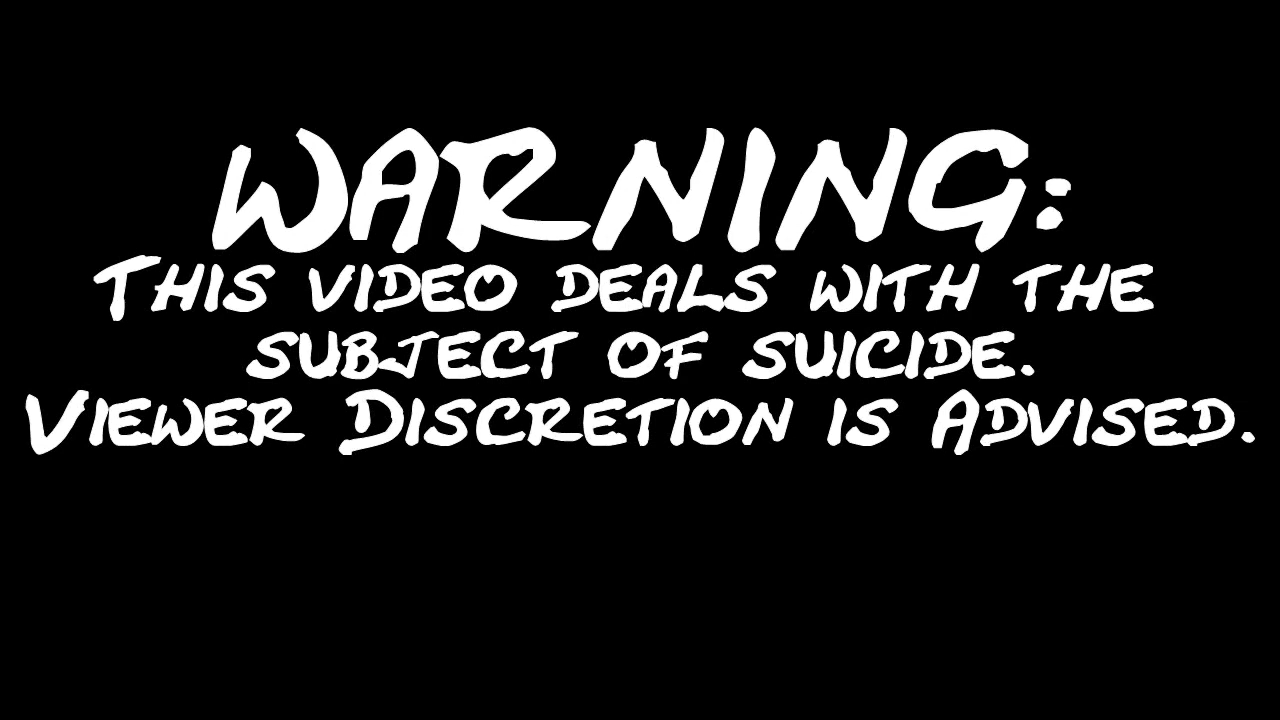 WARNING:
THIS VIDEO DEALS WITH THE
SUBJECT OF SUICIDE.
VIEWER DISCRETION IS ADVISED.